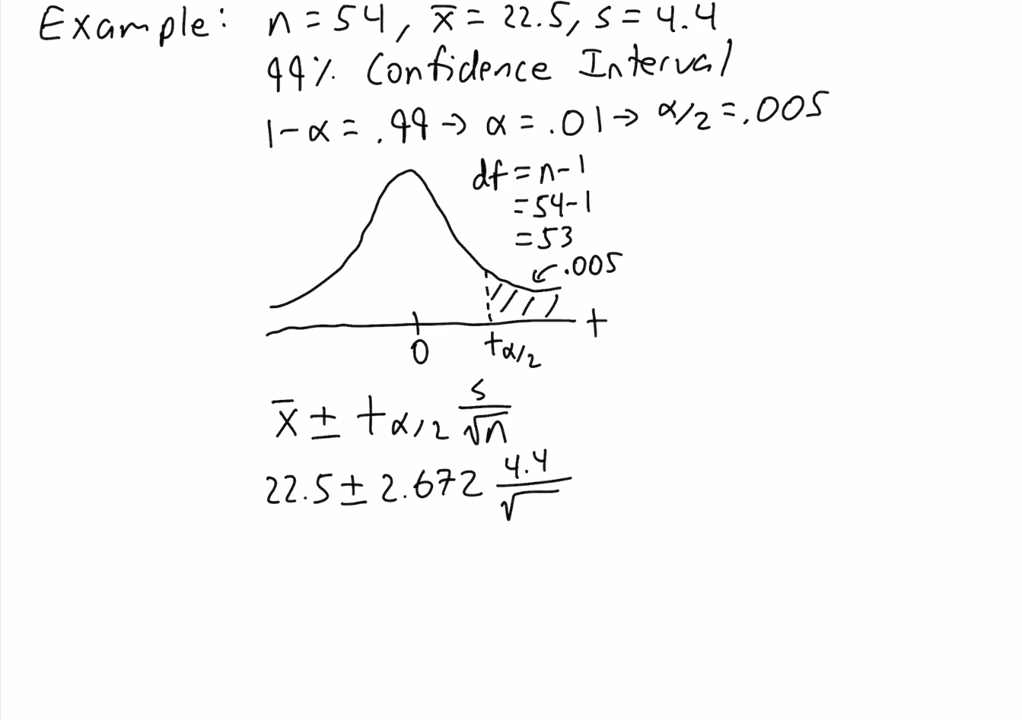 Example: n = 54, x̄ = 22.5, s = 4.4
99% Confidence Interval
1-α = .99 → α = .01 → α/2 = .005
df = n-1
= 54-1
= 53
.005
t
0
tα/2
x̄ ± tα/2 s/√n
22.5 ± 2.672 4.4/√